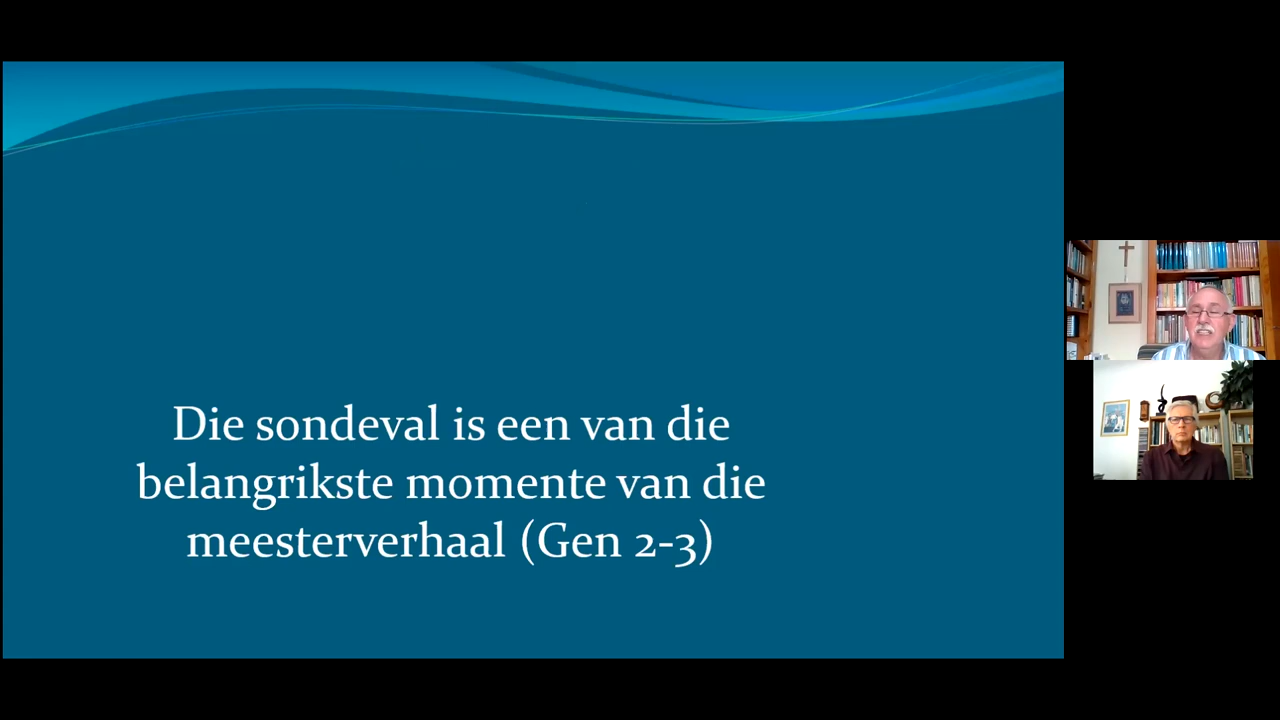 Die sondeval is een van die
belangrikste momente van die
meesterverhaal (Gen 2-3)